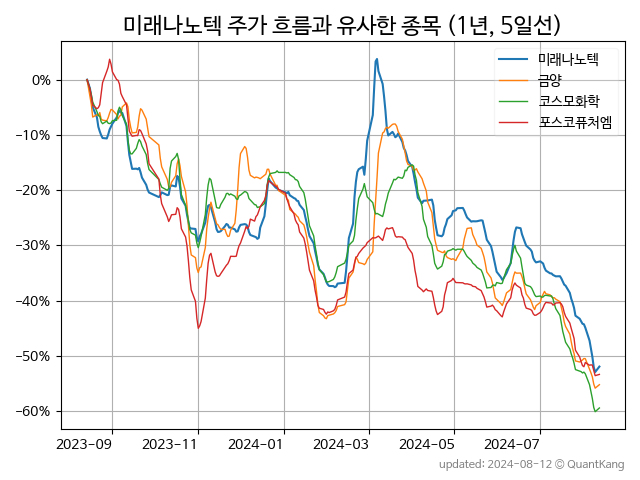 미래나노텍 주가 흐름과 유사한 종목 (1년, 5일선)
미래나노텍
금양
코스모화학
포스코퓨처엠
0%
−10%
−20%
−30%
−40%
−50%
−60%
2023-09 2023-11 2024-01 2024-03 2024-05 2024-07
updated: 2024-08-12 © QuantKang